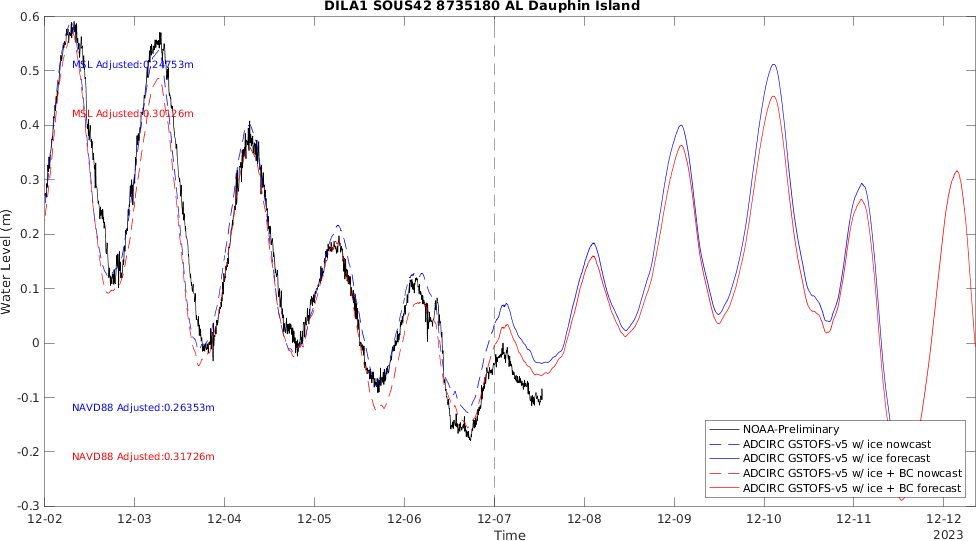 DILA1 SOUS42 8735180 AL Dauphin Island
0.6
0.5
0.4
0.3
0.2
0.1
0
-0.1
-0.2
-0.3
Water Level (m)
MSL Adjusted:0.24753m
MSL Adjusted:0.30126m
NAVD88 Adjusted:0.26353m
NAVD88 Adjusted:0.31726m
NOAA-Preliminary
ADCIRC GSTOFS-v5 w/ ice nowcast
ADCIRC GSTOFS-v5 w/ ice forecast
ADCIRC GSTOFS-v5 w/ ice + BC nowcast
ADCIRC GSTOFS-v5 w/ ice + BC forecast
12-02 12-03 12-04 12-05 12-06 12-07 12-08 12-09 12-10 12-11 12-12
Time
2023